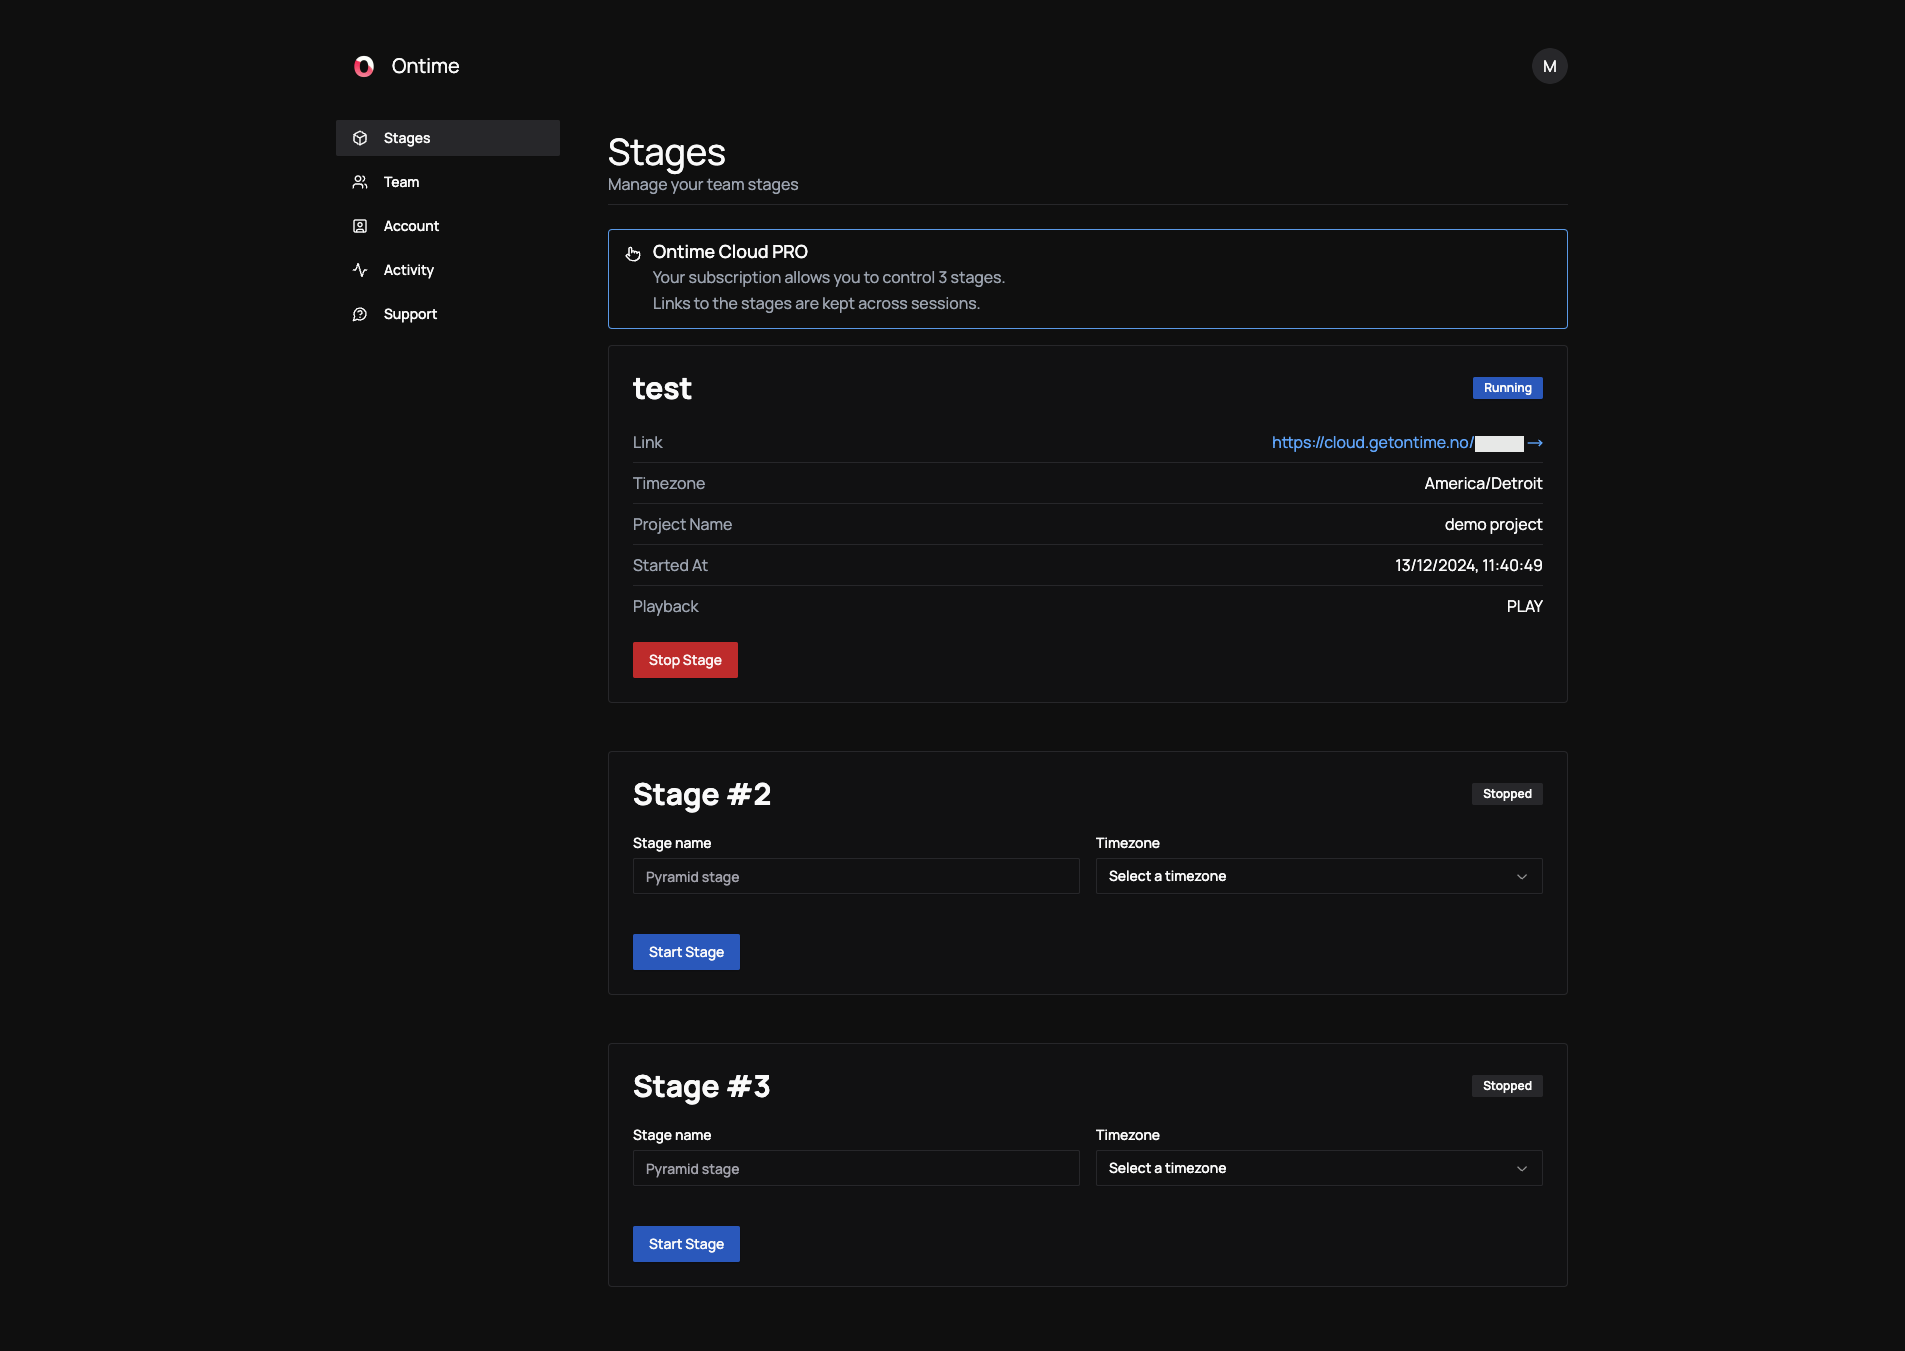 Ontime
M
Stages
Team
Account
Activity
Support
Stages
Manage your team stages
Ontime Cloud PRO
Your subscription allows you to control 3 stages.
Links to the stages are kept across sessions.
test
Running
Link
https://cloud.getontime.no/ →
Timezone
America/Detroit
Project Name
demo project
Started At
13/12/2024, 11:40:49
Playback
PLAY
Stop Stage
Stage #2
Stopped
Stage name
Timezone
Pyramid stage
Select a timezone
Start Stage
Stage #3
Stopped
Stage name
Timezone
Pyramid stage
Select a timezone
Start Stage